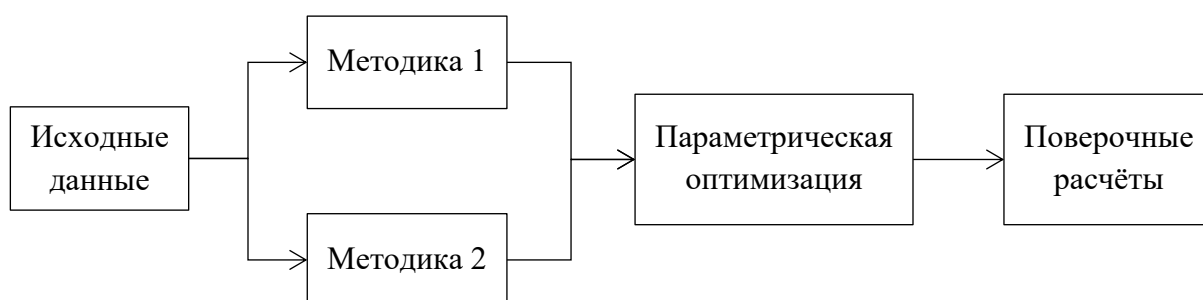 Исходные
данные
Методика 1
Методика 2
Параметрическая
оптимизация
Поверочные
расчёты